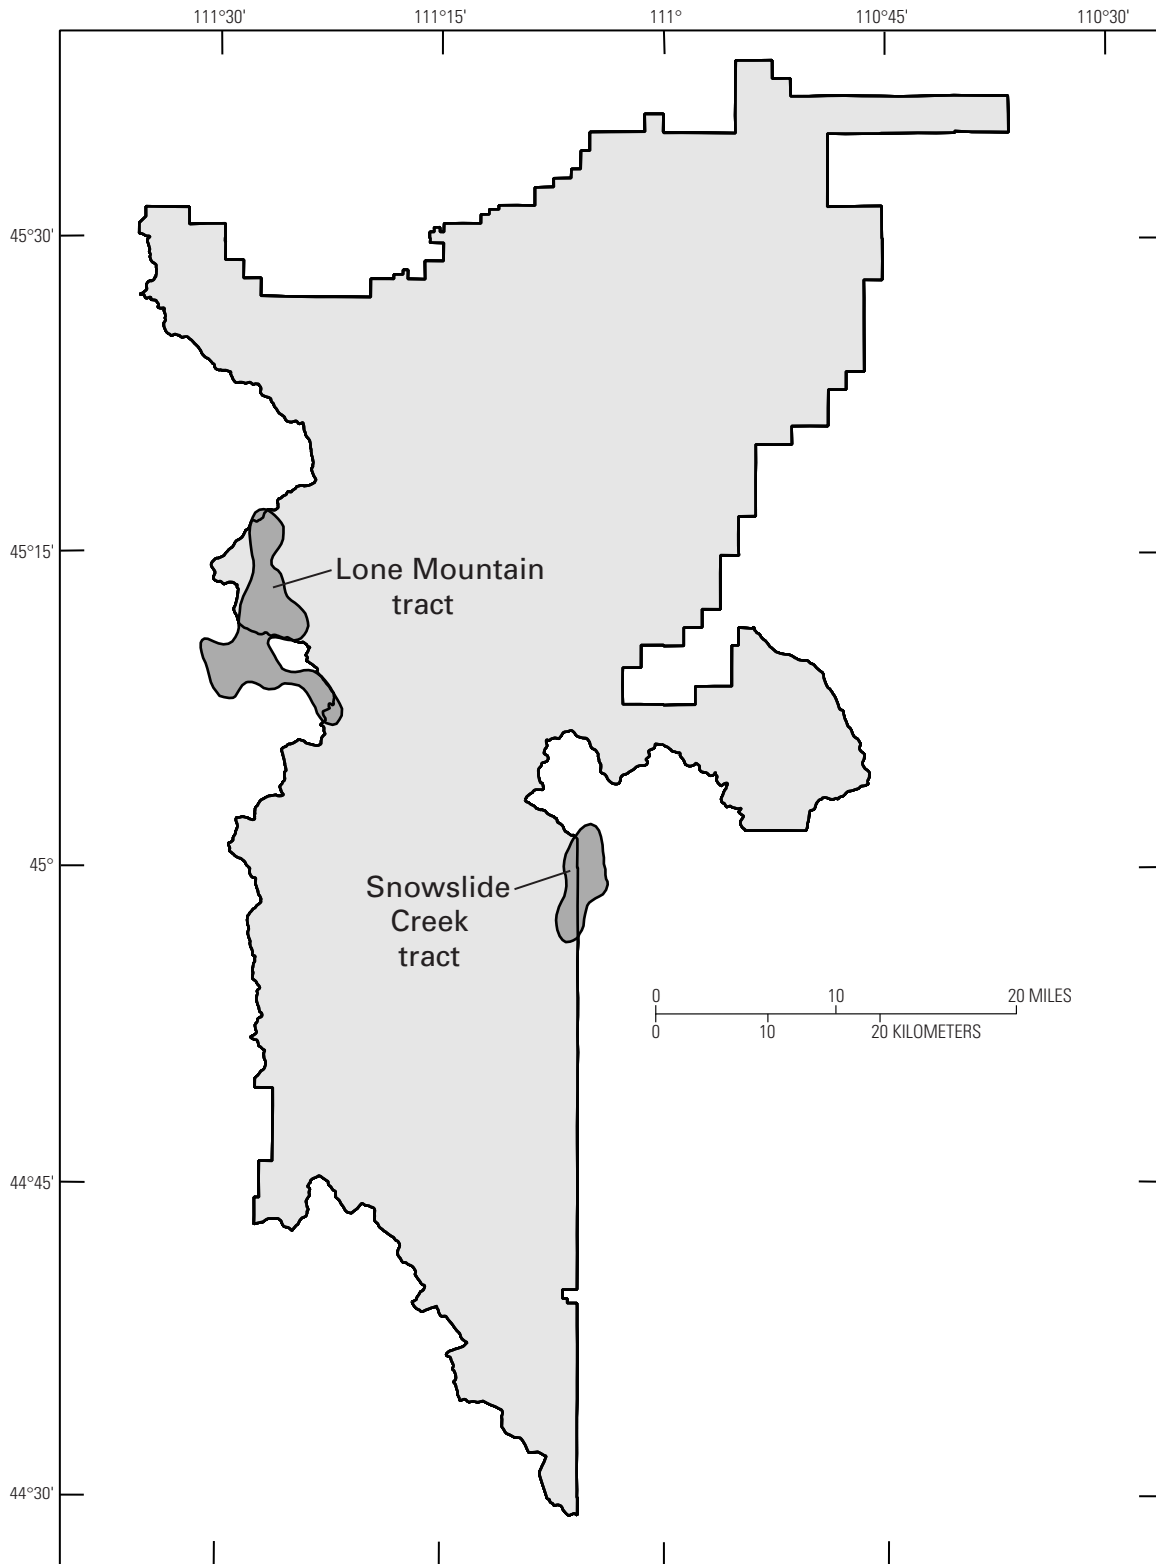 111°30' 111°15' 111° 110°45' 110°30'
45°30'
45°15'
Lone Mountain
tract
45°
Snowslide
Creek
tract
0 10 20 MILES
0 10 20 KILOMETERS
44°45'
44°30'